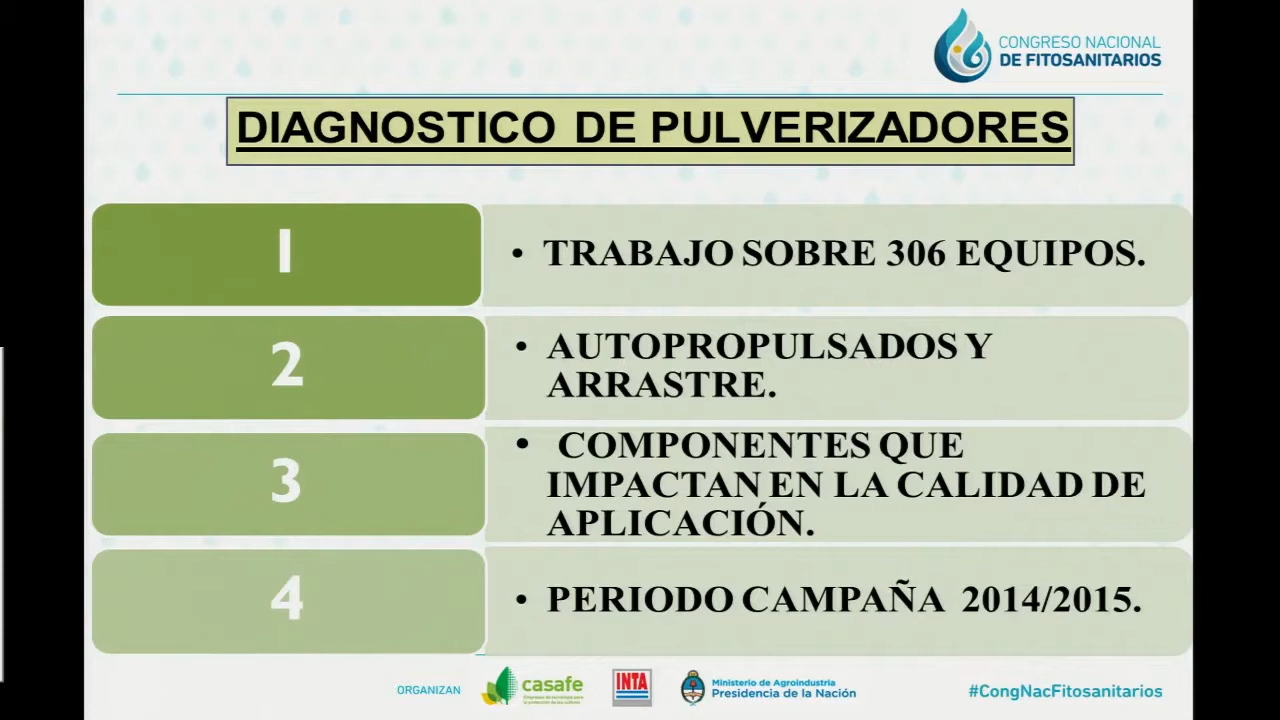 CONGRESO NACIONAL
DE FITOSANITARIOS
DIAGNOSTICO DE PULVERIZADORES
1
• TRABAJO SOBRE 306 EQUIPOS.
2
• AUTOPROPULSADOS Y
ARRASTRE.
3
• COMPONENTES QUE
IMPACTAN EN LA CALIDAD DE
APLICACIÓN.
4
• PERIODO CAMPAÑA 2014/2015.
ORGANIZAN
casafe
INTA
Ministerio de Agroindustria
Presidencia de la Nación
#CongNacFitosanitarios